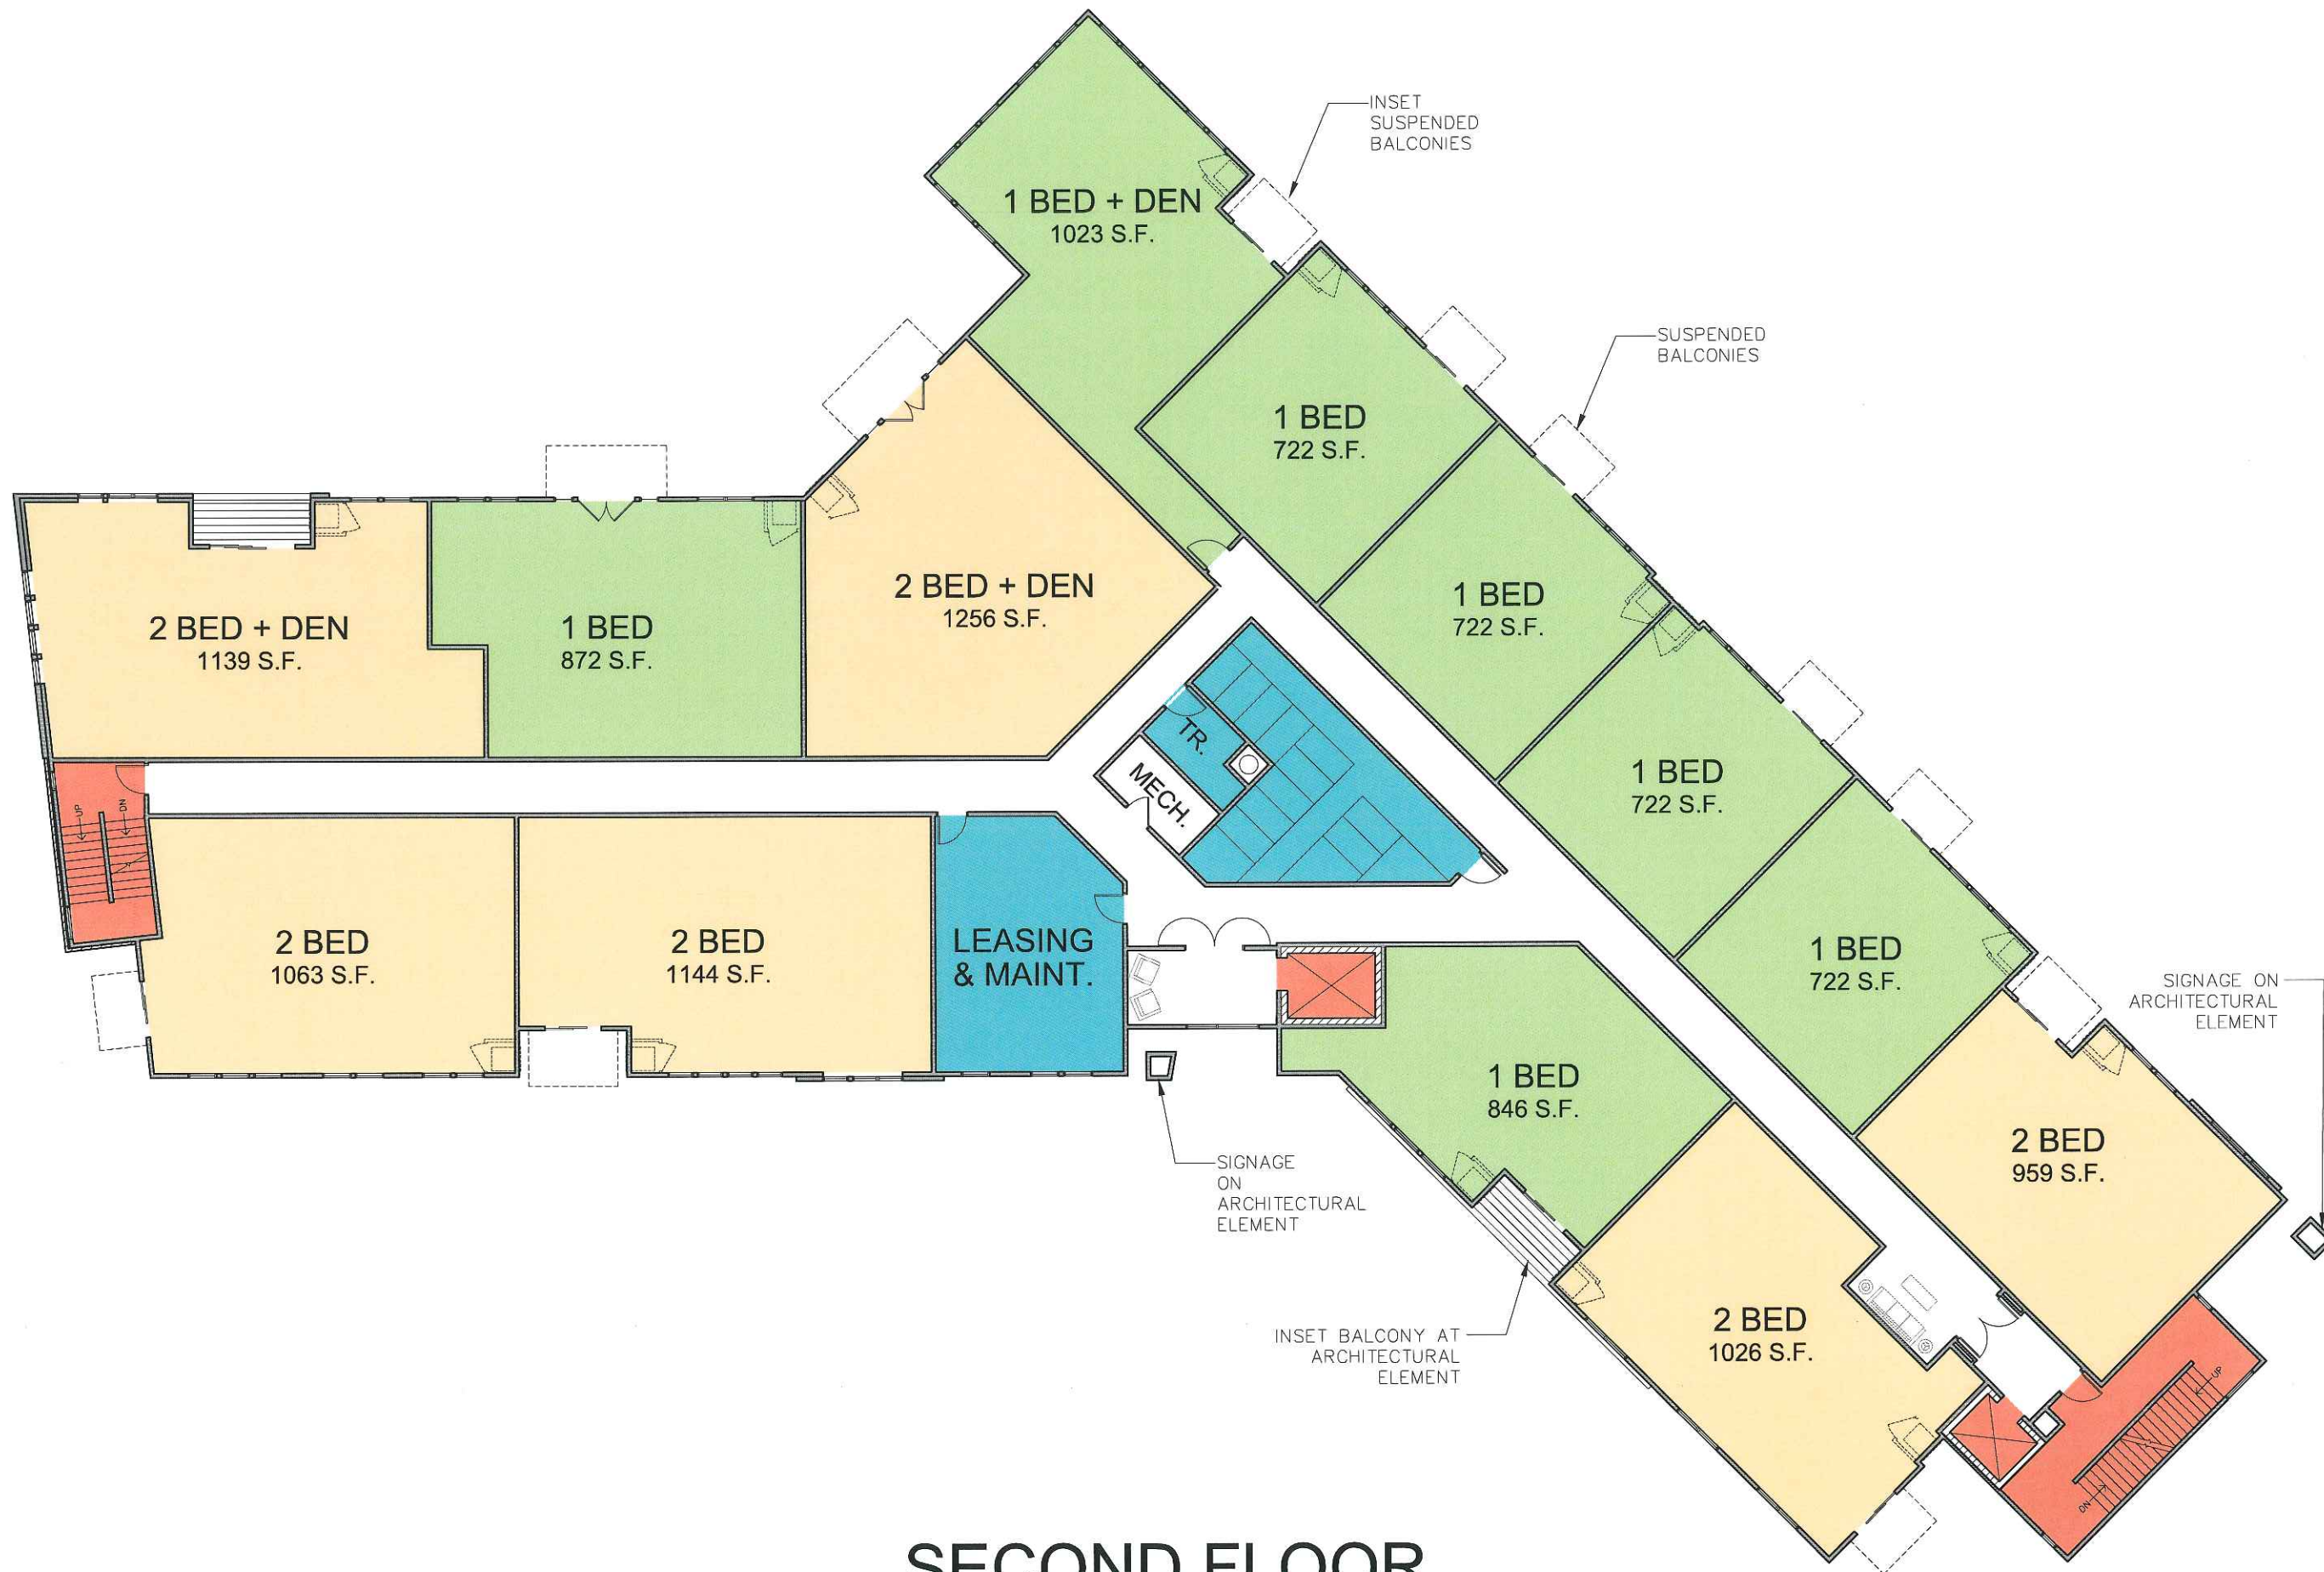 INSET
SUSPENDED
BALCONIES
1 BED + DEN
1023 S.F.
SUSPENDED
BALCONIES
1 BED
722 S.F.
1 BED
722 S.F.
2 BED + DEN
1256 S.F.
2 BED + DEN
1139 S.F.
1 BED
872 S.F.
TR.
MECH.
1 BED
722 S.F.
UP
DN
2 BED
1063 S.F.
2 BED
1144 S.F.
LEASING
& MAINT.
1 BED
722 S.F.
SIGNAGE ON
ARCHITECTURAL
ELEMENT
1 BED
846 S.F.
2 BED
959 S.F.
SIGNAGE
ON
ARCHITECTURAL
ELEMENT
INSET BALCONY AT
ARCHITECTURAL
ELEMENT
2 BED
1026 S.F.
UP
DN
SECOND FLOOR